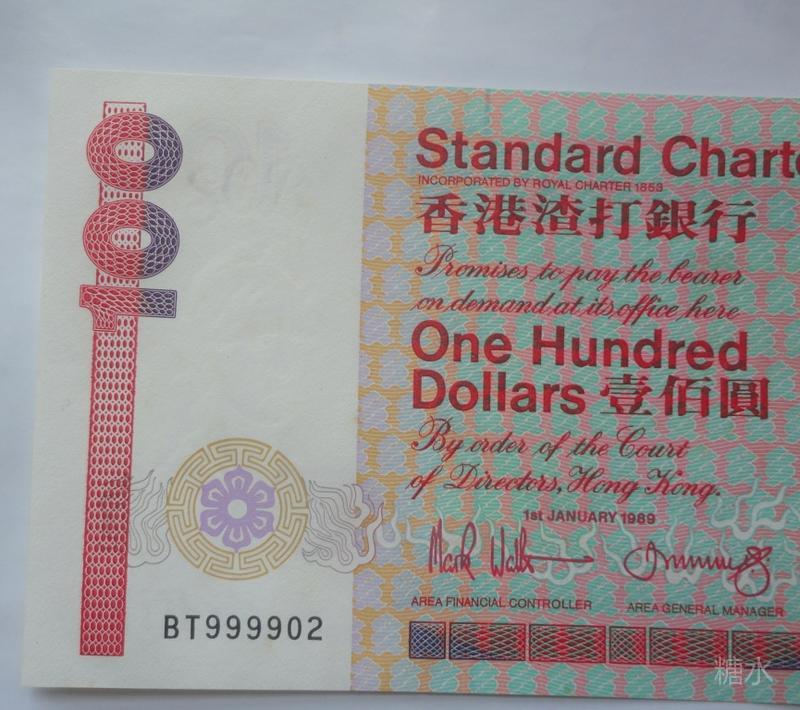 100
Standard Charte
INCORPORATED BY ROYAL CHARTER 1853
香港渣打銀行
Promises to pay the bearer
on demand at its office here
One Hundred
Dollars 壹佰圓
By order of the Court
of Directors, Hong Kong.
1st JANUARY 1989
AREA FINANCIAL CONTROLLER
AREA GENERAL MANAGER
BT999902
糖水